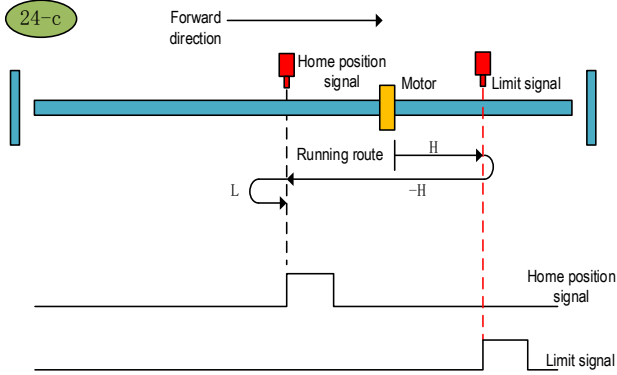 24-c
Forward
direction
Home position
signal
Motor
Limit signal
Running route
H
L
-H
Home position
signal
Limit signal